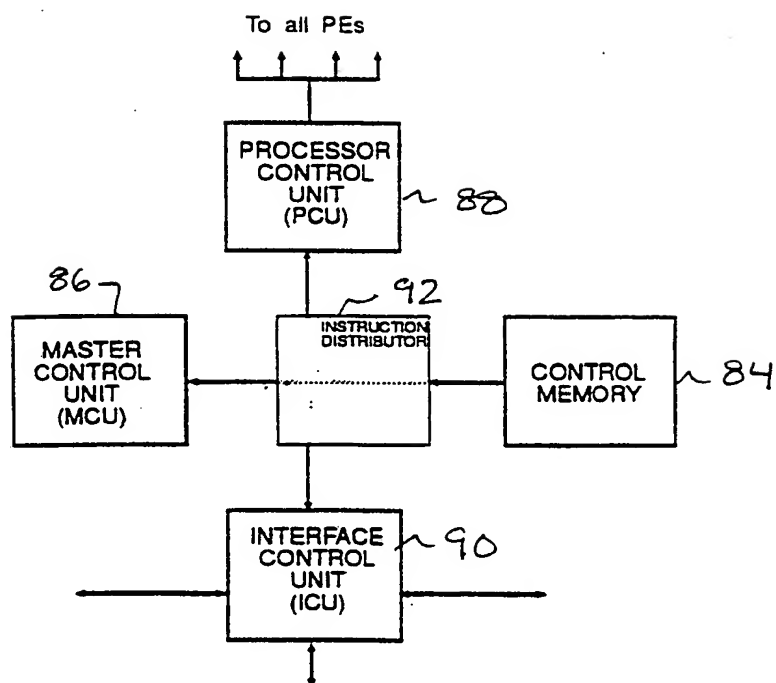 To all PEs
PROCESSOR
CONTROL
UNIT
(PCU)
88
86
92
INSTRUCTION
DISTRIBUTOR
MASTER
CONTROL
UNIT
(MCU)
CONTROL
MEMORY
84
INTERFACE
CONTROL
UNIT
(ICU)
90